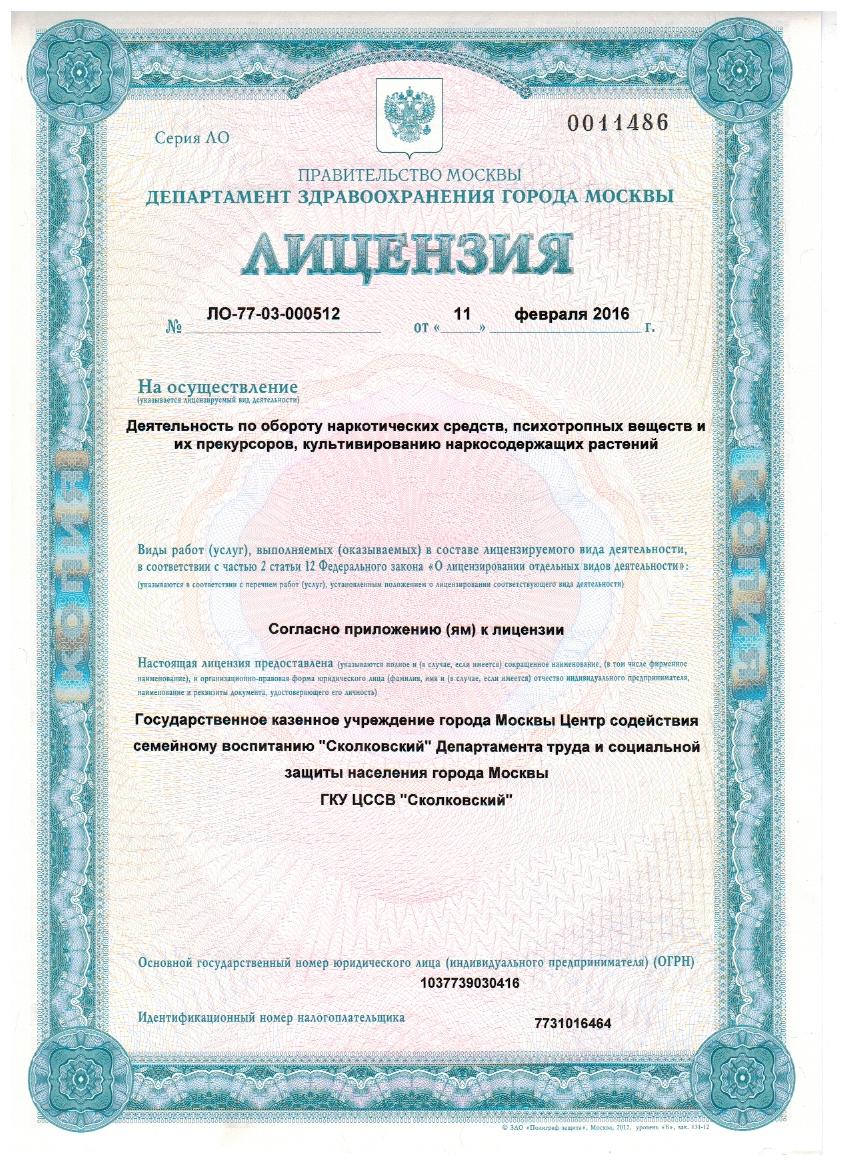 Серия ЛО
0011486
ПРАВИТЕЛЬСТВО МОСКВЫ
ДЕПАРТАМЕНТ ЗДРАВООХРАНЕНИЯ ГОРОДА МОСКВЫ
ЛИЦЕНЗИЯ
№ ЛО-77-03-000512 от « 11 » февраля 2016 г.
На осуществление
(указывается лицензируемый вид деятельности)
Деятельность по обороту наркотических средств, психотропных веществ и
их прекурсоров, культивированию наркосодержащих растений
КОПИЯ
КОПИЯ
Виды работ (услуг), выполняемых (оказываемых) в составе лицензируемого вида деятельности,
в соответствии с частью 2 статьи 12 Федерального закона «О лицензировании отдельных видов деятельности»:
(указываются в соответствии с перечнем работ (услуг), установленным положением о лицензировании соответствующего вида деятельности)
Согласно приложению (ям) к лицензии
Настоящая лицензия предоставлена (указываются полное и (в случае, если имеется) сокращенное наименование, (в том числе фирменное
наименование), и организационно-правовая форма юридического лица (фамилия, имя и (в случае, если имеется) отчество индивидуального предпринимателя,
наименование и реквизиты документа, удостоверяющего его личность)
Государственное казенное учреждение города Москвы Центр содействия
семейному воспитанию "Сколковский" Департамента труда и социальной
защиты населения города Москвы
ГКУ ЦССВ "Сколковский"
Основной государственный номер юридического лица (индивидуального предпринимателя) (ОГРН)
1037739030416
Идентификационный номер налогоплательщика
7731016464
© ЗАО «Полиграф-защита», Москва, 2012, уровень «Б», зак. 131-12